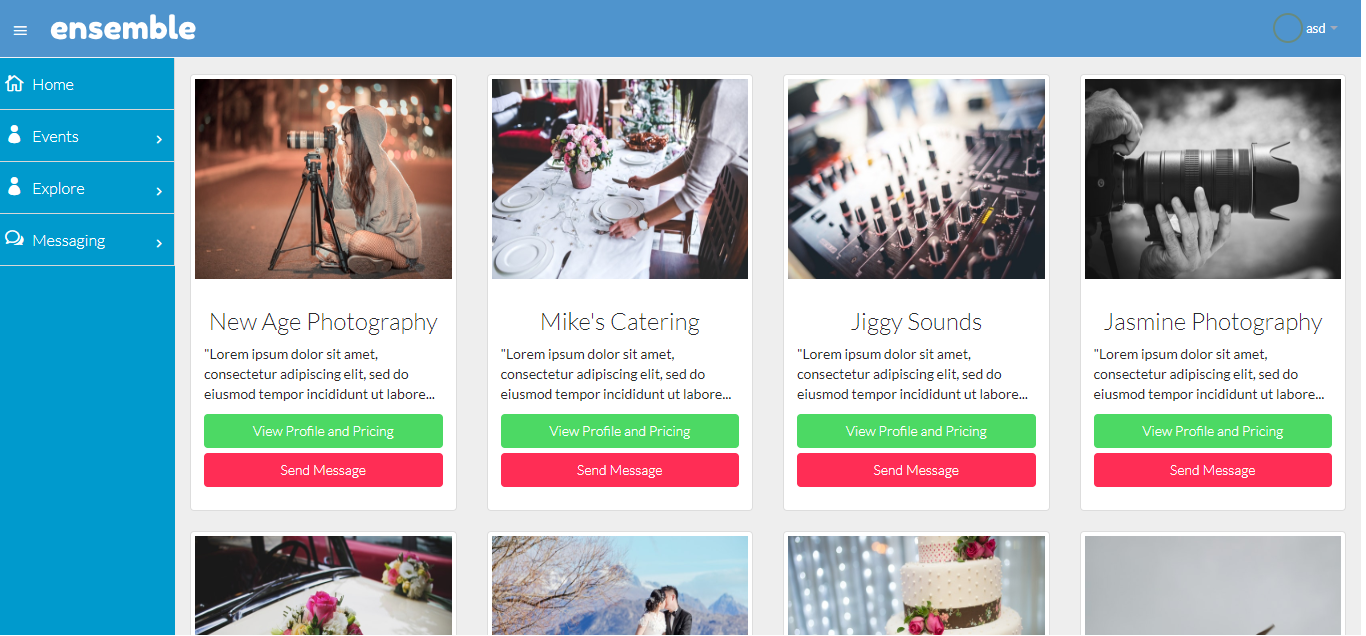 ensemble
asd
Home
Events
Explore
Messaging
New Age Photography
"Lorem ipsum dolor sit amet,
consectetur adipiscing elit, sed do
eiusmod tempor incididunt ut labore...
View Profile and Pricing
Send Message
Mike's Catering
"Lorem ipsum dolor sit amet,
consectetur adipiscing elit, sed do
eiusmod tempor incididunt ut labore...
View Profile and Pricing
Send Message
Jiggy Sounds
"Lorem ipsum dolor sit amet,
consectetur adipiscing elit, sed do
eiusmod tempor incididunt ut labore...
View Profile and Pricing
Send Message
Jasmine Photography
"Lorem ipsum dolor sit amet,
consectetur adipiscing elit, sed do
eiusmod tempor incididunt ut labore...
View Profile and Pricing
Send Message